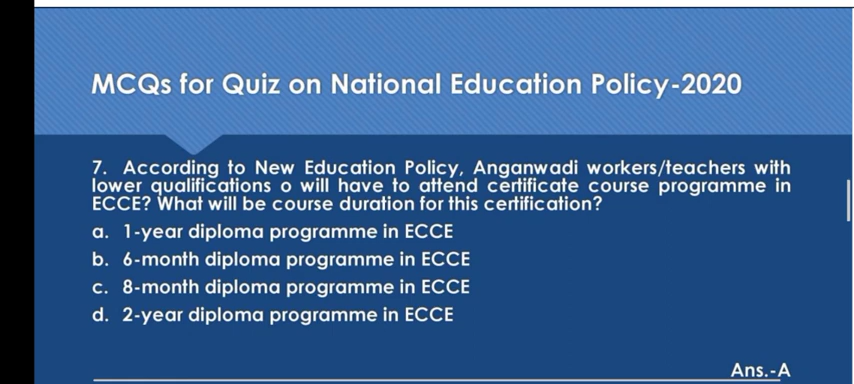 MCQs for Quiz on National Education Policy-2020
7. According to New Education Policy, Anganwadi workers/teachers with
lower qualifications o will have to attend certificate course programme in
ECCE? What will be course duration for this certification?
a. 1-year diploma programme in ECCE
b. 6-month diploma programme in ECCE
c. 8-month diploma programme in ECCE
d. 2-year diploma programme in ECCE
Ans.-A